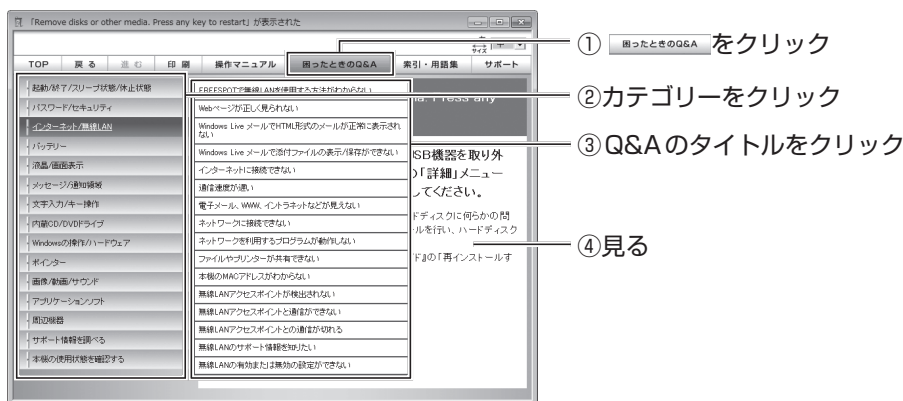 「Remove disks or other media. Press any key to restart」が表示された
サイズ 中
TOP 戻る 進む 印刷 操作マニュアル 困ったときのQ&A 索引・用語集 サポート
起動/終了/スリープ状態/休止状態
パスワード/セキュリティ
インターネット/無線LAN
バッテリー
液晶/画面表示
メッセージ/通知領域
文字入力/キー操作
内蔵CD/DVDドライブ
Windowsの操作/ハードウェア
ポインター
画像/動画/サウンド
アプリケーションソフト
周辺機器
サポート情報を調べる
本機の使用状態を確認する
FREESPOTで無線LANを使用する方法がわからない
Webページが正しく見られない
Windows Live メールでHTML形式のメールが正常に表示され
ない
Windows Live メールで添付ファイルの表示/保存ができない
インターネットに接続できない
通信速度が遅い
電子メール、WWW、イントラネットなどが見えない
ネットワークに接続できない
ネットワークを利用するプログラムが動作しない
ファイルやプリンターが共有できない
本機のMACアドレスがわからない
無線LANアクセスポイントが検出されない
無線LANアクセスポイントと通信ができない
無線LANアクセスポイントとの通信が切れる
無線LANのサポート情報を知りたい
無線LANの有効または無効の設定ができない
ia. Press any
SB機器を取り外
「詳細」メニュー
してください。
ドディスクに何らかの問
ルを行い、ハードディスク
ド』の「再インストールす
① 困ったときのQ&A をクリック
②カテゴリーをクリック
③Q&Aのタイトルをクリック
④見る